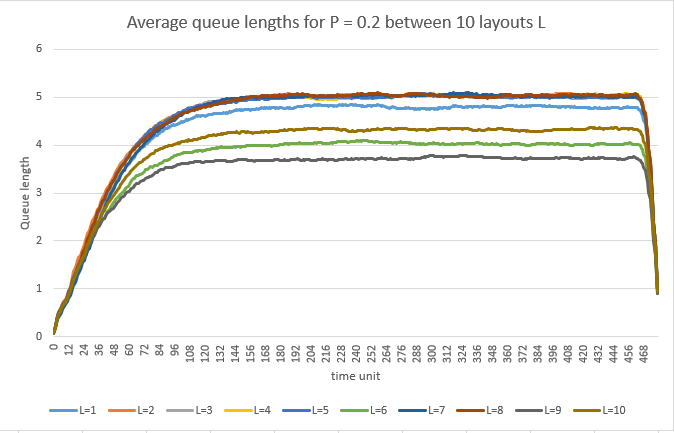 Average queue lengths for P = 0.2 between 10 layouts L
6
5
4
3
2
1
0
Queue length
0 12 24 36 48 60 72 84 96 108 120 132 144 156 168 180 192 204 216 228 240 252 264 276 288 300 312 324 336 348 360 372 384 396 408 420 432 444 456 468
time unit
L=1 L=2 L=3 L=4 L=5 L=6 L=7 L=8 L=9 L=10